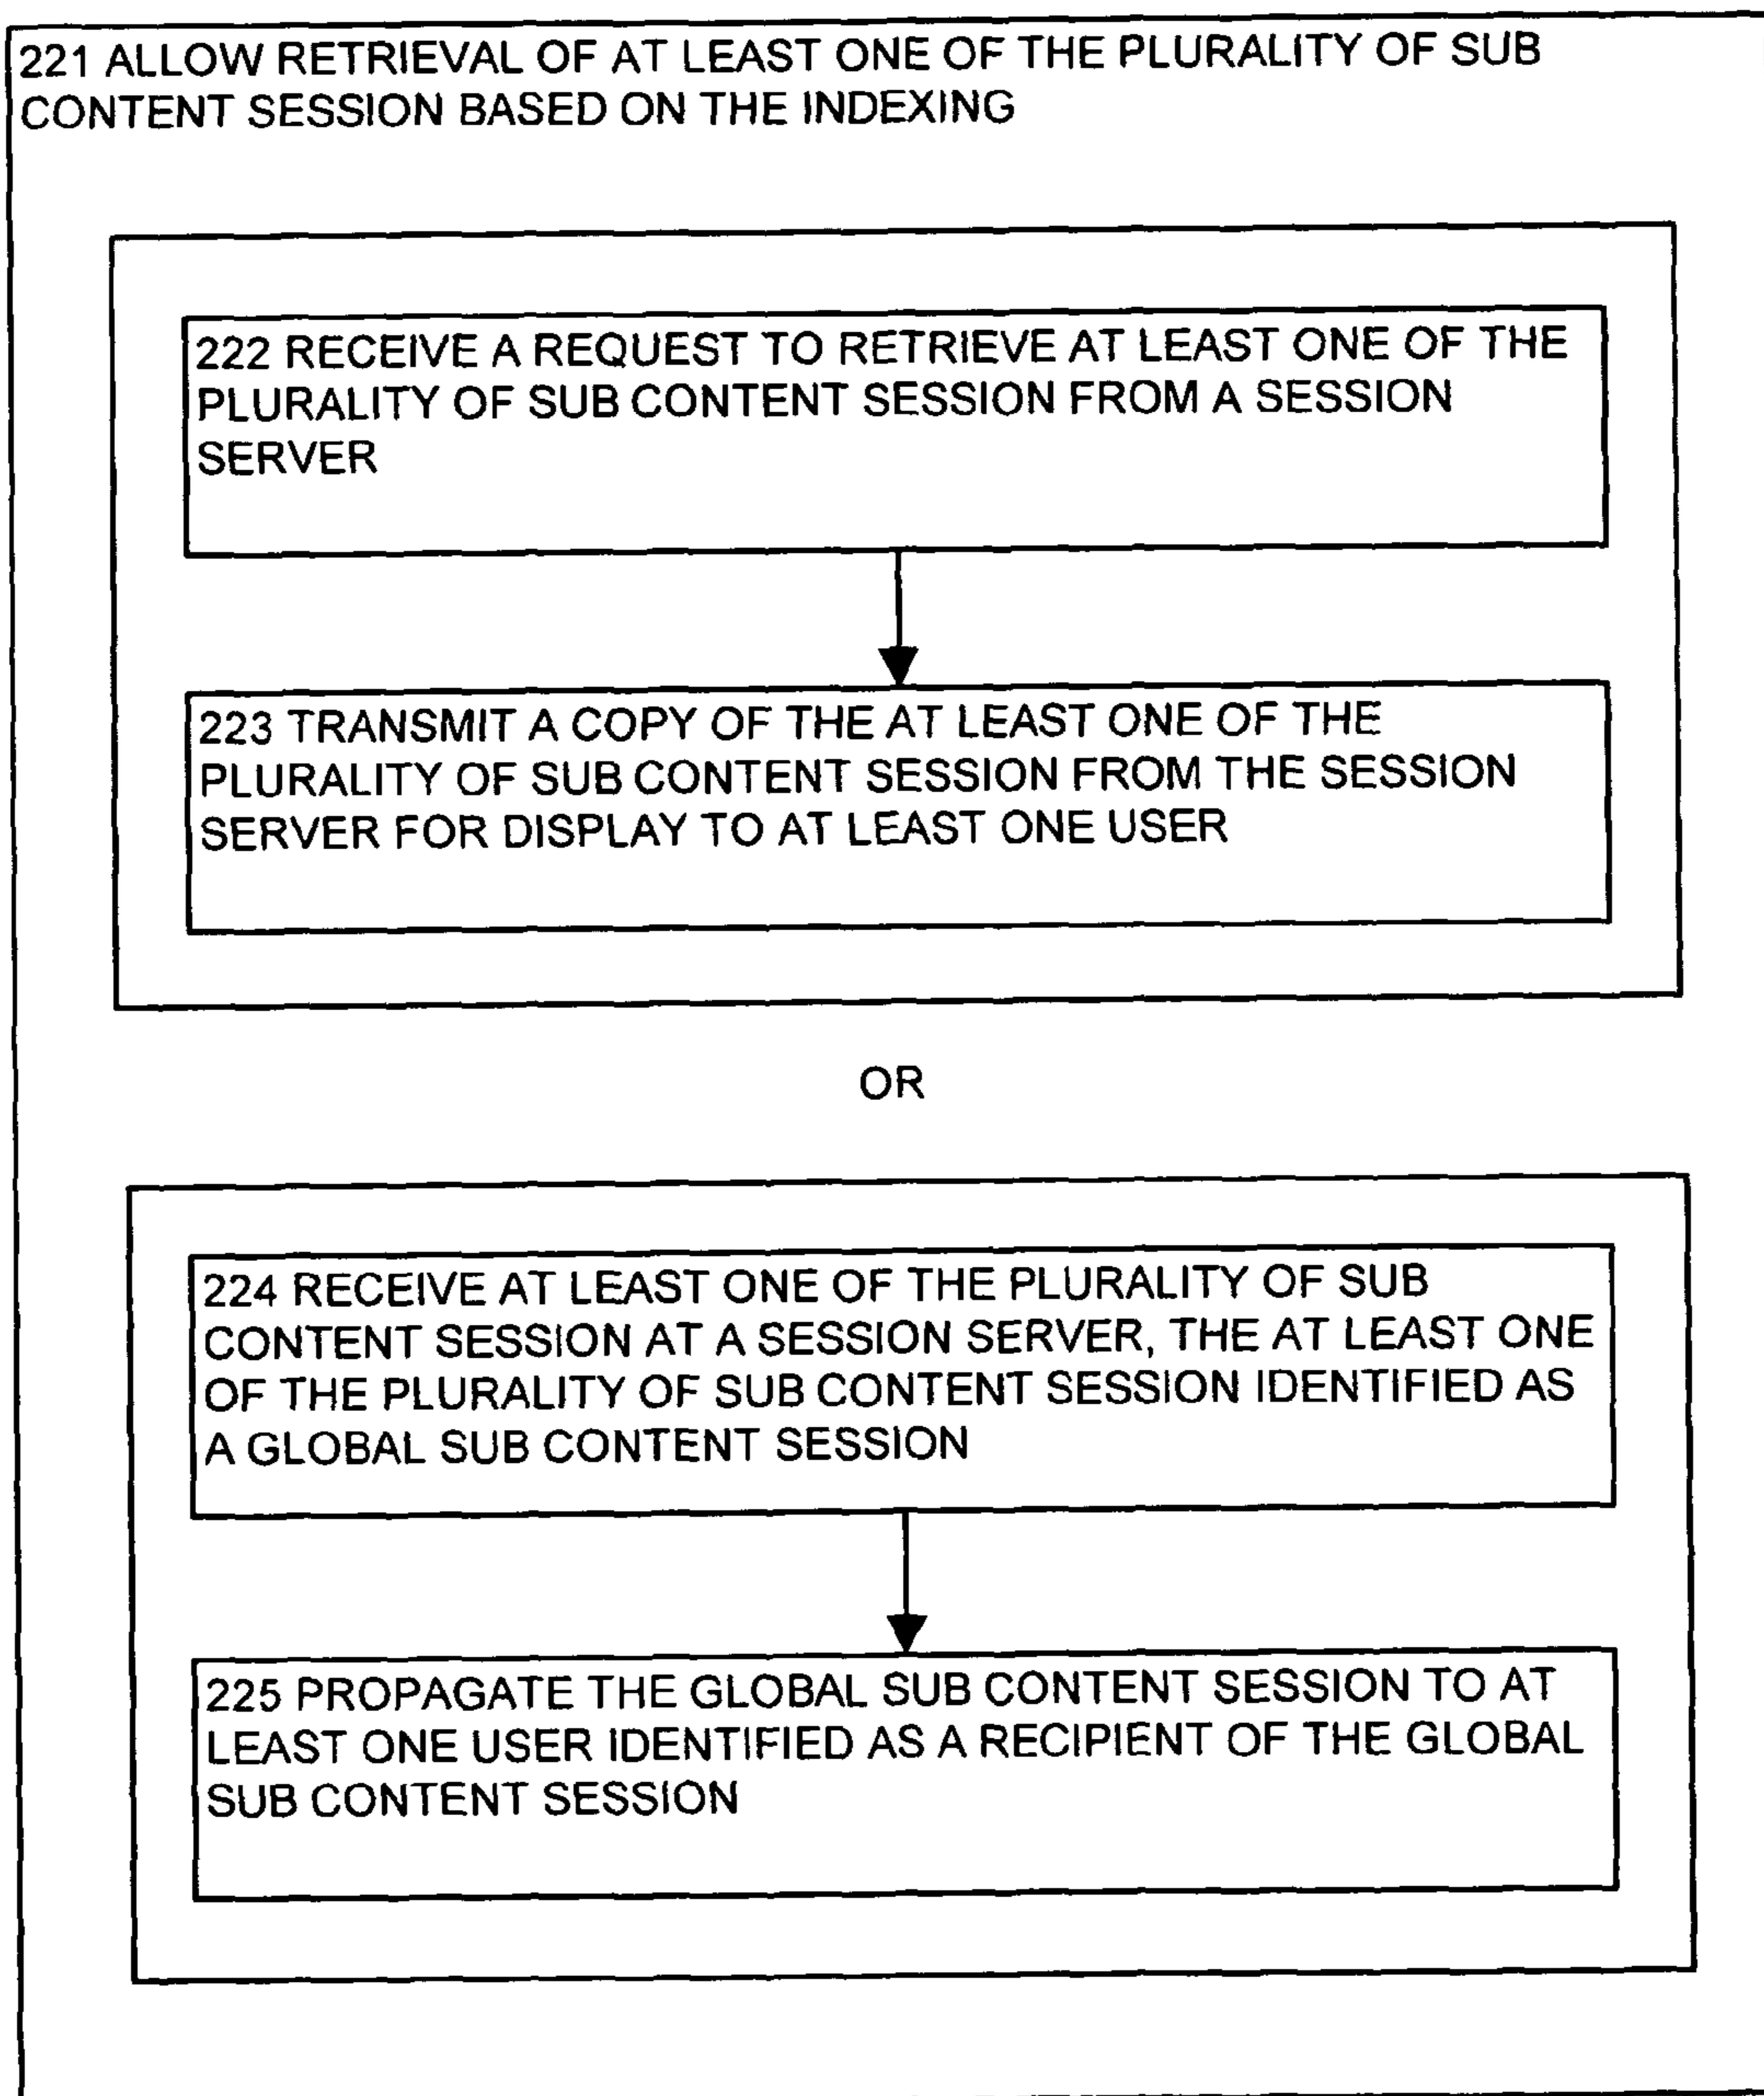 221 ALLOW RETRIEVAL OF AT LEAST ONE OF THE PLURALITY OF SUB
CONTENT SESSION BASED ON THE INDEXING
222 RECEIVE A REQUEST TO RETRIEVE AT LEAST ONE OF THE
PLURALITY OF SUB CONTENT SESSION FROM A SESSION
SERVER
223 TRANSMIT A COPY OF THE AT LEAST ONE OF THE
PLURALITY OF SUB CONTENT SESSION FROM THE SESSION
SERVER FOR DISPLAY TO AT LEAST ONE USER
OR
224 RECEIVE AT LEAST ONE OF THE PLURALITY OF SUB
CONTENT SESSION AT A SESSION SERVER, THE AT LEAST ONE
OF THE PLURALITY OF SUB CONTENT SESSION IDENTIFIED AS
A GLOBAL SUB CONTENT SESSION
225 PROPAGATE THE GLOBAL SUB CONTENT SESSION TO AT
LEAST ONE USER IDENTIFIED AS A RECIPIENT OF THE GLOBAL
SUB CONTENT SESSION